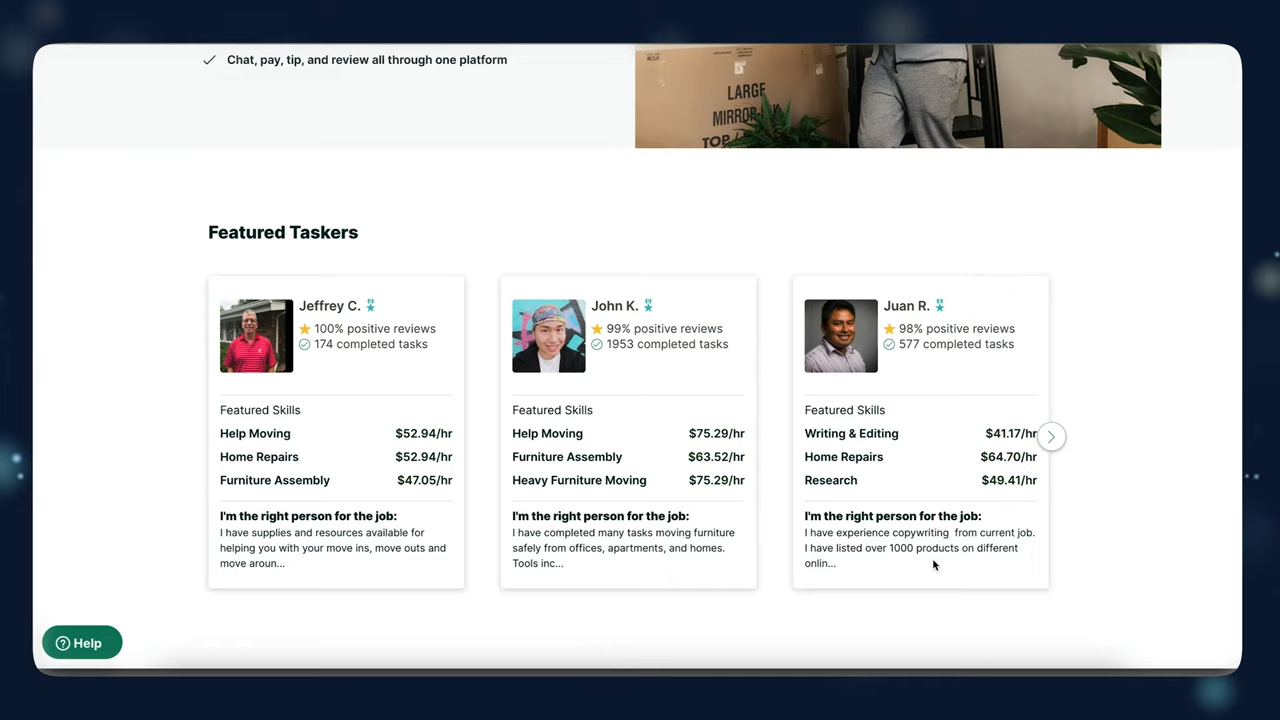 Chat, pay, tip, and review all through one platform
LARGE
MIRROR
TOP /
Featured Taskers
Jeffrey C.
100% positive reviews
174 completed tasks
Featured Skills
Help Moving $52.94/hr
Home Repairs $52.94/hr
Furniture Assembly $47.05/hr
I'm the right person for the job:
I have supplies and resources available for
helping you with your move ins, move outs and
move aroun...
John K.
99% positive reviews
1953 completed tasks
Featured Skills
Help Moving $75.29/hr
Furniture Assembly $63.52/hr
Heavy Furniture Moving $75.29/hr
I'm the right person for the job:
I have completed many tasks moving furniture
safely from offices, apartments, and homes.
Tools inc...
Juan R.
98% positive reviews
577 completed tasks
Featured Skills
Writing & Editing $41.17/hr
Home Repairs $64.70/hr
Research $49.41/hr
I'm the right person for the job:
I have experience copywriting  from current job.
I have listed over 1000 products on different
onlin...
Help